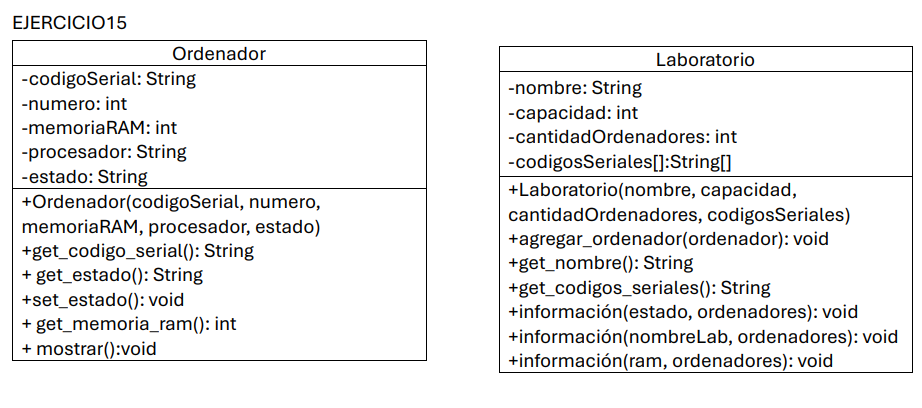 EJERCICIO15
Ordenador
-codigoSerial: String
-numero: int
-memoriaRAM: int
-procesador: String
-estado: String
+Ordenador(codigoSerial, numero,
memoriaRAM, procesador, estado)
+get_codigo_serial(): String
+ get_estado(): String
+set_estado(): void
+ get_memoria_ram(): int
+ mostrar():void
Laboratorio
-nombre: String
-capacidad: int
-cantidadOrdenadores: int
-codigosSeriales[]:String[]
+Laboratorio(nombre, capacidad,
cantidadOrdenadores, codigosSeriales)
+agregar_ordenador(ordenador): void
+get_nombre(): String
+get_codigos_seriales(): String
+información(estado, ordenadores): void
+información(nombreLab, ordenadores): void
+información(ram, ordenadores): void